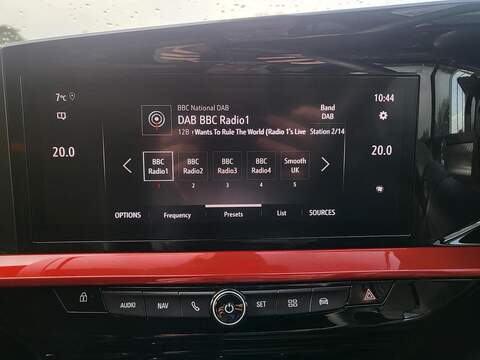 7°C
10:44
BBC National DAB
DAB BBC Radio1
12B › Wants To Rule The World (Radio 1's Live
Band
DAB
Station 2/14
20.0
20.0
BBC Radio1
BBC Radio2
BBC Radio3
BBC Radio4
Smooth UK
1 2 3 4 5
OPTIONS Frequency Presets List SOURCES
AUDIO NAV SET